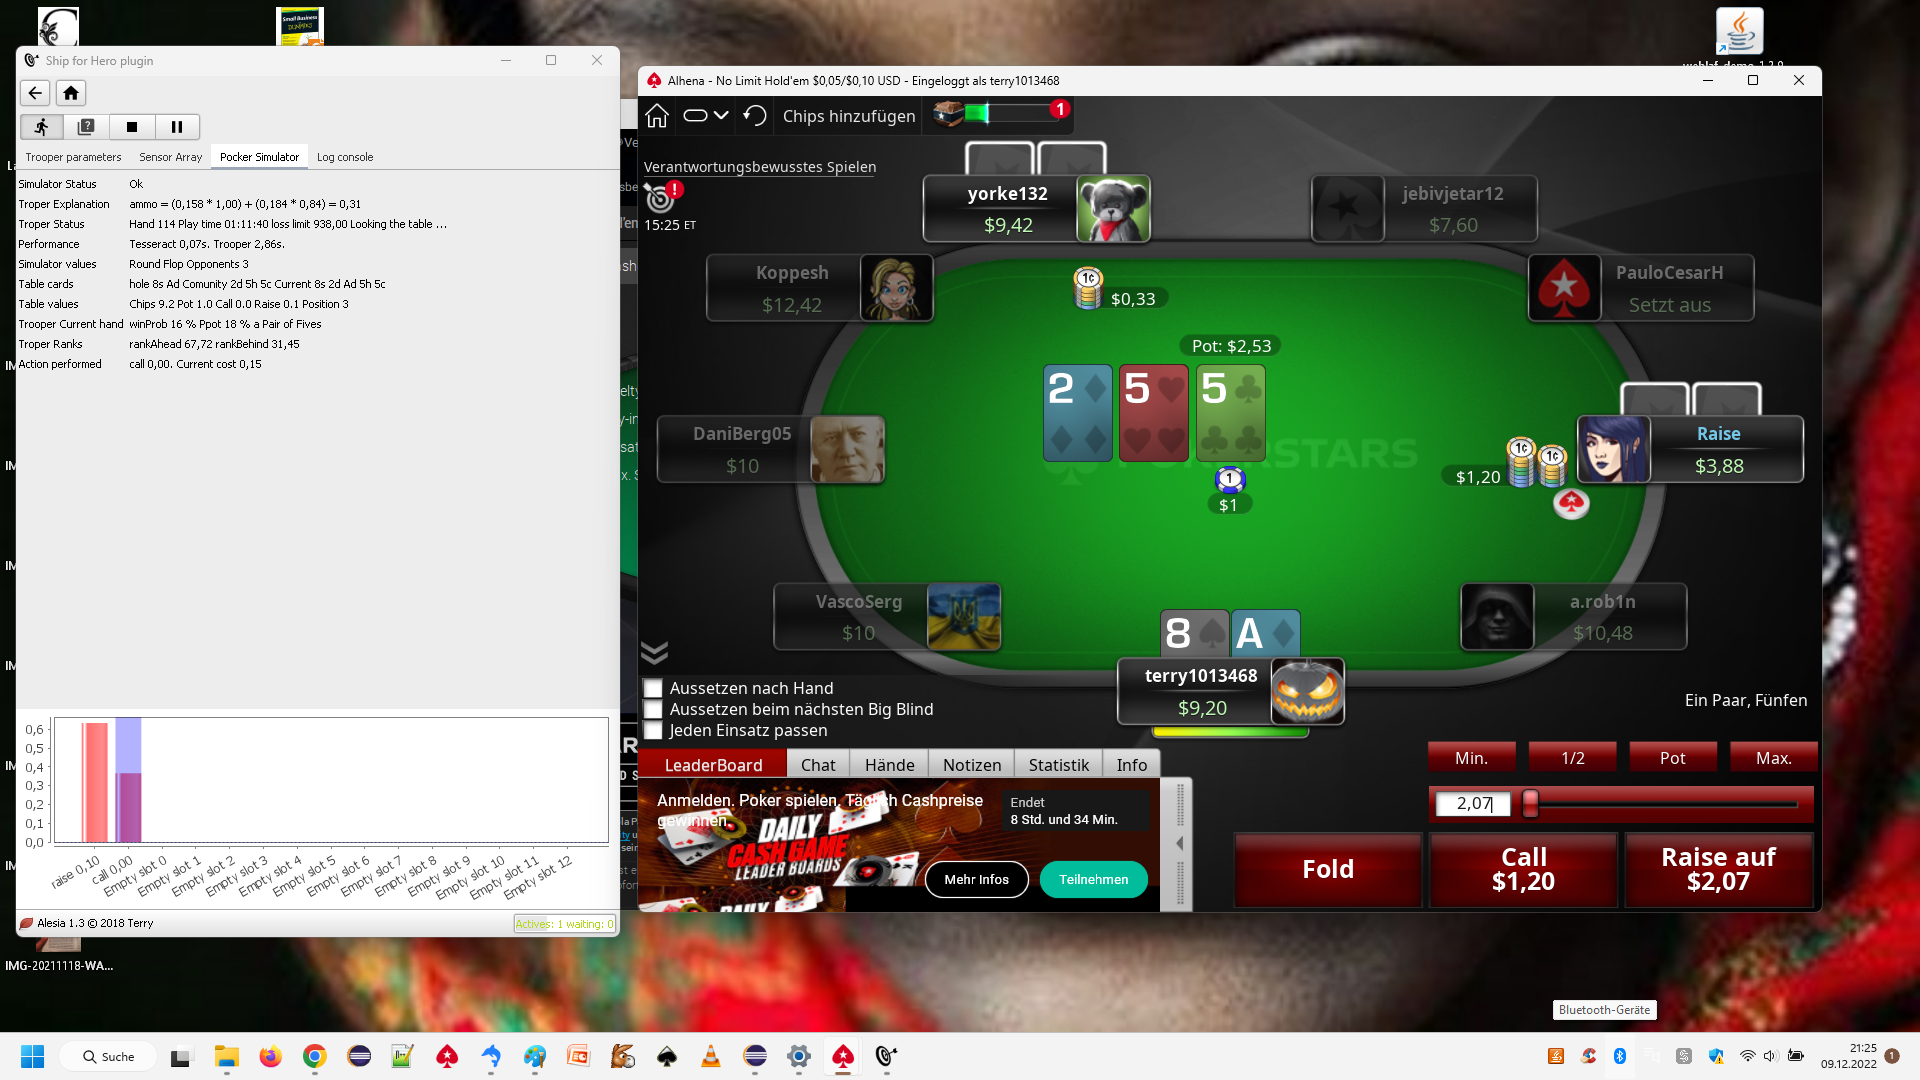 Ship for Hero plugin
Trooper parameters
Sensor Array
Pocker Simulator
Log console
Simulator Status Ok
Troper Explanation ammo = (0,158 * 1,00) + (0,184 * 0,84) = 0,31
Troper Status Hand 114 Play time 01:11:40 loss limit 938,00 Looking the table ...
Performance Tesseract 0,07s. Trooper 2,86s.
Simulator values Round Flop Opponents 3
Table cards hole 8s Ad Comunity 2d 5h 5c Current 8s 2d Ad 5h 5c
Table values Chips 9.2 Pot 1.0 Call 0.0 Raise 0.1 Position 3
Trooper Current hand winProb 16 % Ppot 18 % a Pair of Fives
Troper Ranks rankAhead 67,72 rankBehind 31,45
Action performed call 0,00. Current cost 0,15
0,6
0,5
0,4
0,3
0,2
0,1
0,0
raise 0,10
call 0,00
Empty slot 0
Empty slot 1
Empty slot 2
Empty slot 3
Empty slot 4
Empty slot 5
Empty slot 6
Empty slot 7
Empty slot 8
Empty slot 9
Empty slot 10
Empty slot 11
Empty slot 12
Alesia 1.3 © 2018 Terry
Actives: 1 waiting: 0
IMG-20211118-WA...
Small Business
DUMMIES
Alhena - No Limit Hold'em $0,05/$0,10 USD - Eingeloggt als terry1013468
Chips hinzufügen
1
Verantwortungsbewusstes Spielen
15:25 ET
yorke132
$9,42
jebivjetar12
$7,60
Koppesh
$12,42
PauloCesarH
Setzt aus
1¢
$0,33
Pot: $2,53
2
5
5
DaniBerg05
$10
POKERSTARS
Raise
$3,88
1¢
1¢
$1,20
1
$1
VascoSerg
$10
a.rob1n
$10,48
8
A
terry1013468
$9,20
Aussetzen nach Hand
Aussetzen beim nächsten Big Blind
Jeden Einsatz passen
Ein Paar, Fünfen
LeaderBoard
Chat
Hände
Notizen
Statistik
Info
Min.
1/2
Pot
Max.
2,07
Anmelden. Poker spielen. Täglich Cashpreise
gewinnen.
Endet
8 Std. und 34 Min.
DAILY
CASH GAME
LEADER BOARDS
DAILY
Mehr Infos
Teilnehmen
Fold
Call
$1,20
Raise auf
$2,07
Bluetooth-Geräte
Suche
21:25
09.12.2022
1